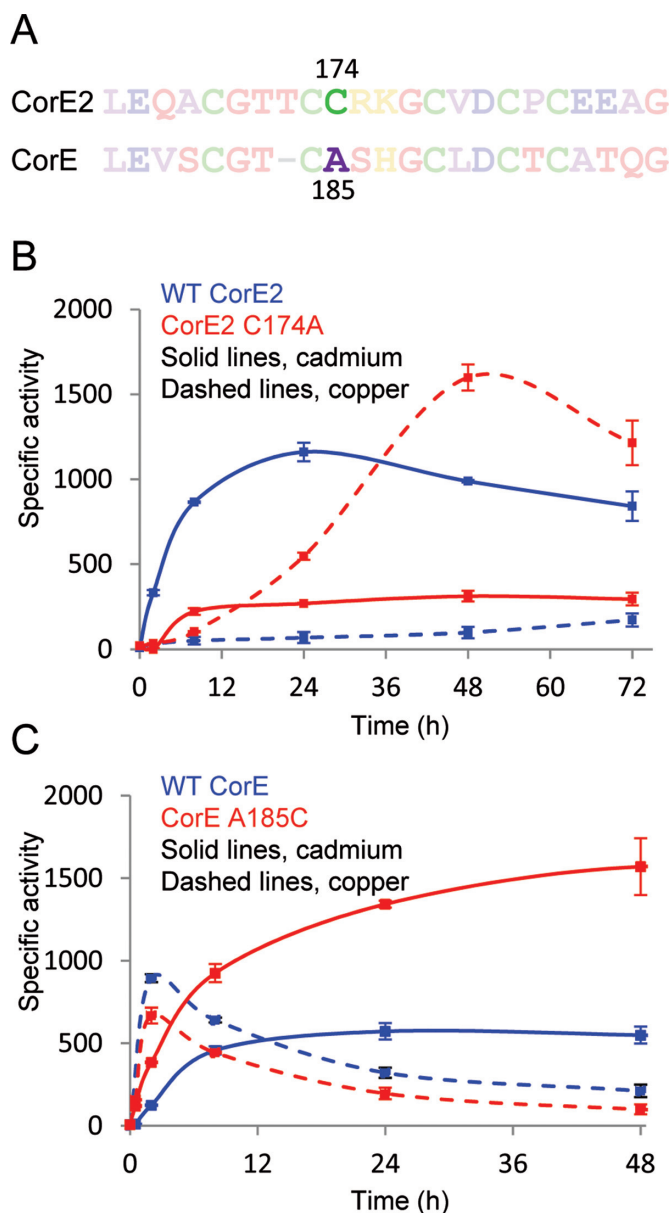 A
174
CorE2 LEQACGTTCCCRKGCVDCPCEEAG
CorE LEVSCGT-CASHGCLDCTCATQG
185
B
WT CorE2
CorE2 C174A
Solid lines, cadmium
Dashed lines, copper
2000
1500
1000
500
0
Specific activity
0 12 24 36 48 60 72
Time (h)
C
WT CorE
CorE A185C
Solid lines, cadmium
Dashed lines, copper
2000
1500
1000
500
0
Specific activity
0 12 24 36 48
Time (h)